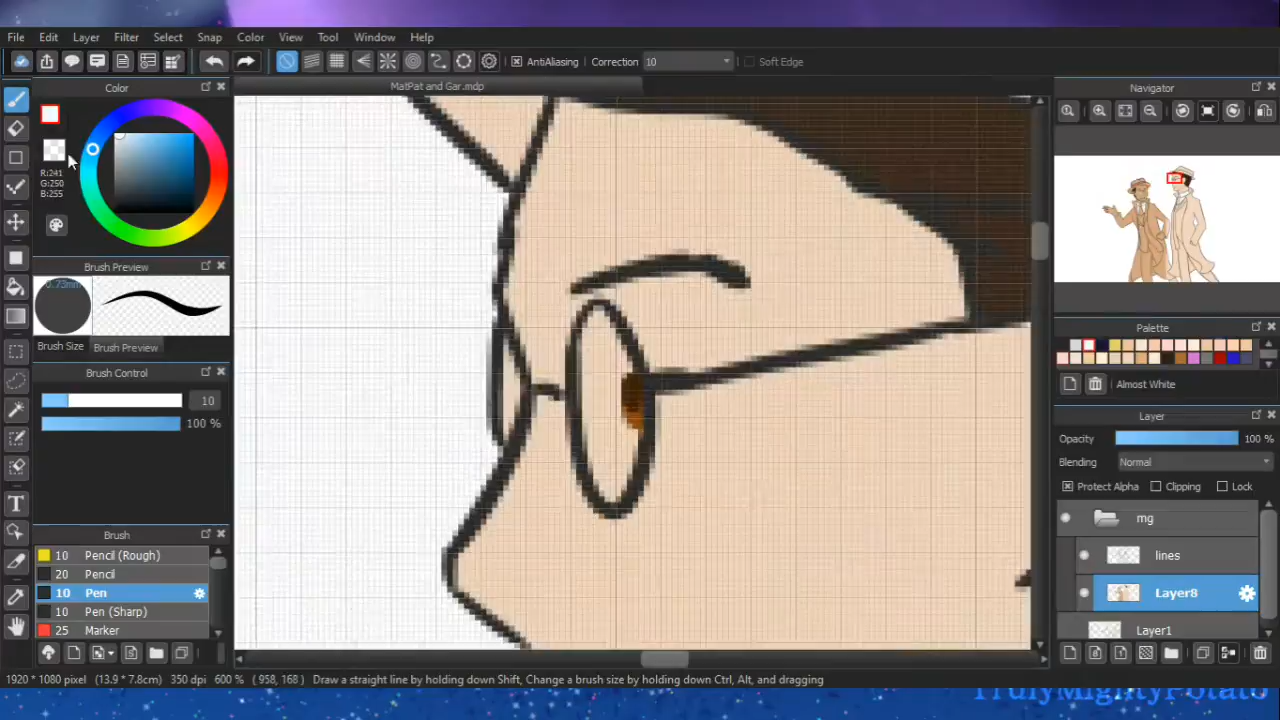 File Edit Layer Filter Select Snap Color View Tool Window Help
AntiAliasing Correction 10 Soft Edge
Color
MatPat and Gar.mdp
Navigator
R:241
G:250
B:255
Brush Preview
0.73mm
Brush Size Brush Preview
Palette
Almost White
Brush Control
10
100 %
Layer
Opacity 100 %
Blending Normal
Protect Alpha Clipping Lock
mg
lines
Layer8
Layer1
Brush
10 Pencil (Rough)
20 Pencil
10 Pen
10 Pen (Sharp)
25 Marker
1920 * 1080 pixel (13.9 * 7.8cm) 350 dpi 600 % ( 958, 168 ) Draw a straight line by holding down Shift, Change a brush size by holding down Ctrl, Alt, and dragging
TrulyMightyPotato